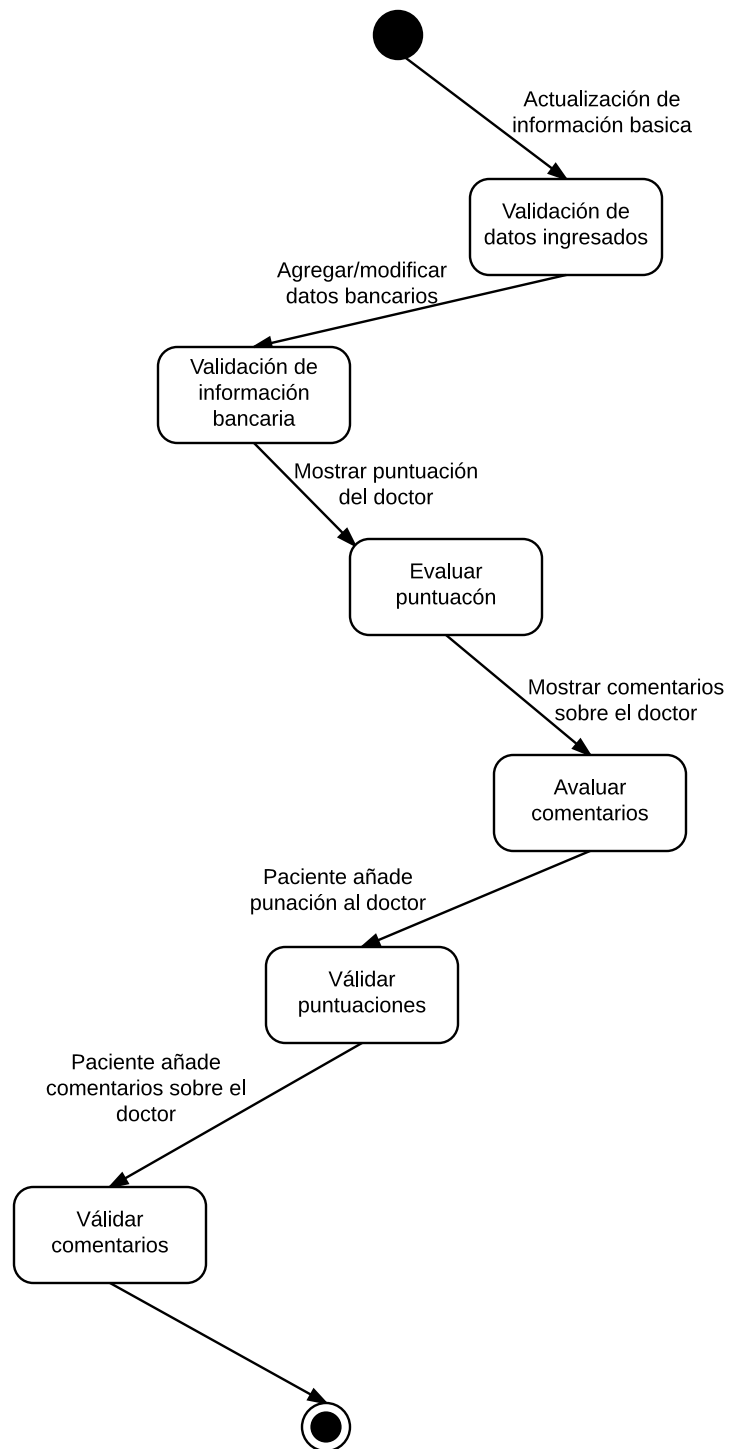 Actualización de
información basica
Validación de
datos ingresados
Agregar/modificar
datos bancarios
Validación de
información
bancaria
Mostrar puntuación
del doctor
Evaluar
puntuacón
Mostrar comentarios
sobre el doctor
Avaluar
comentarios
Paciente añade
punación al doctor
Válidar
puntuaciones
Paciente añade
comentarios sobre el
doctor
Válidar
comentarios